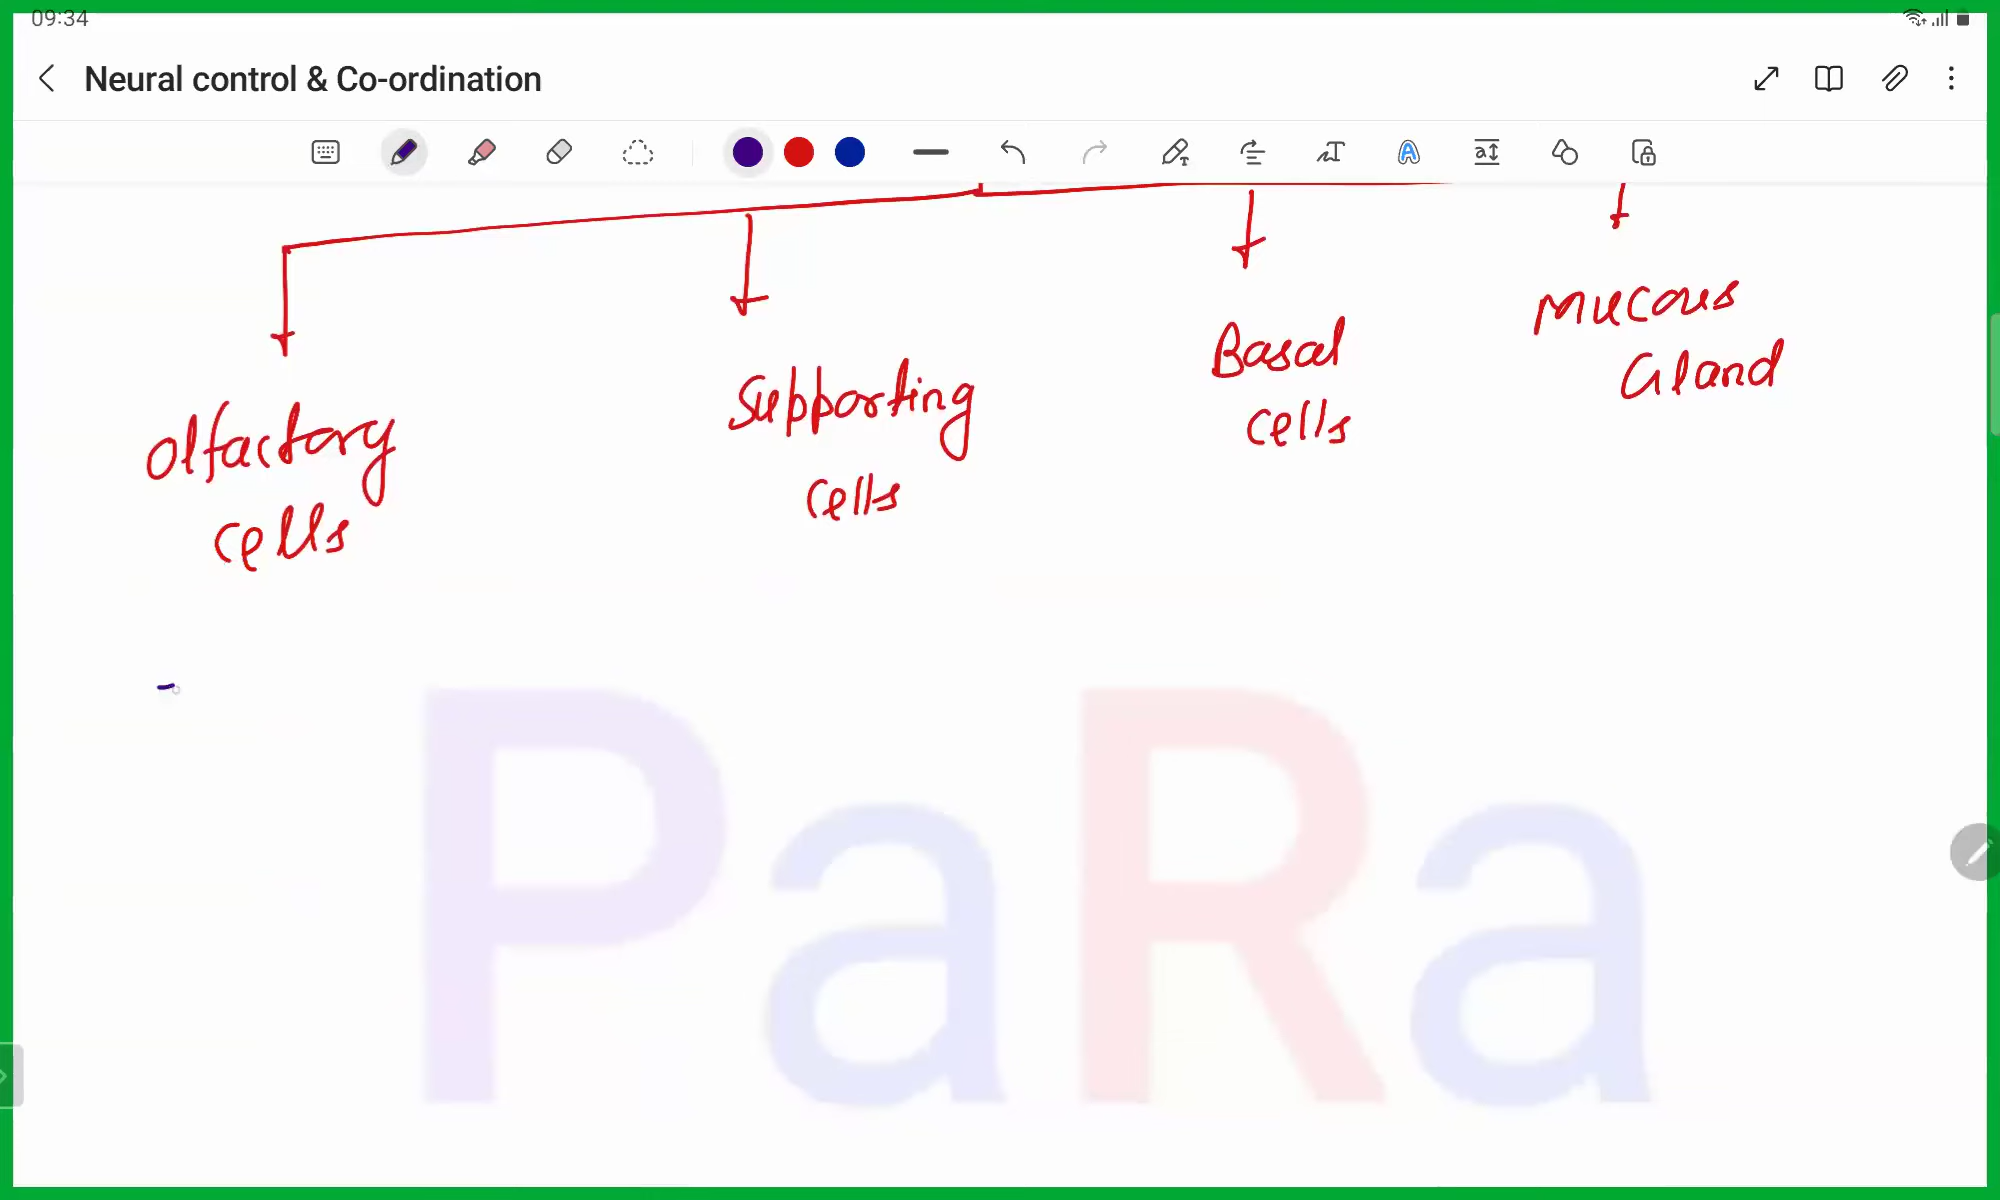 09:34
Neural control & Co-ordination
Olfactory
cells
Supporting
cells
Basal
cells
Mucous
Gland
PaRa